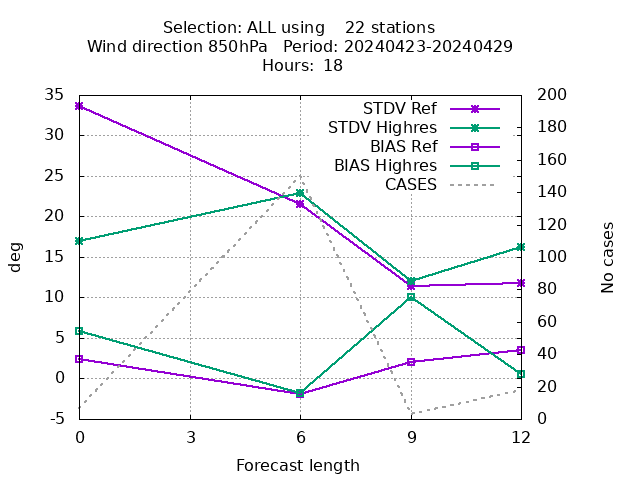 Selection: ALL using    22 stations
Wind direction 850hPa   Period: 20240423-20240429
Hours: 18
STDV Ref
STDV Highres
BIAS Ref
BIAS Highres
CASES
35
30
25
20
15
10
5
0
-5
deg
200
180
160
140
120
100
80
60
40
20
0
No cases
0 3 6 9 12
Forecast length